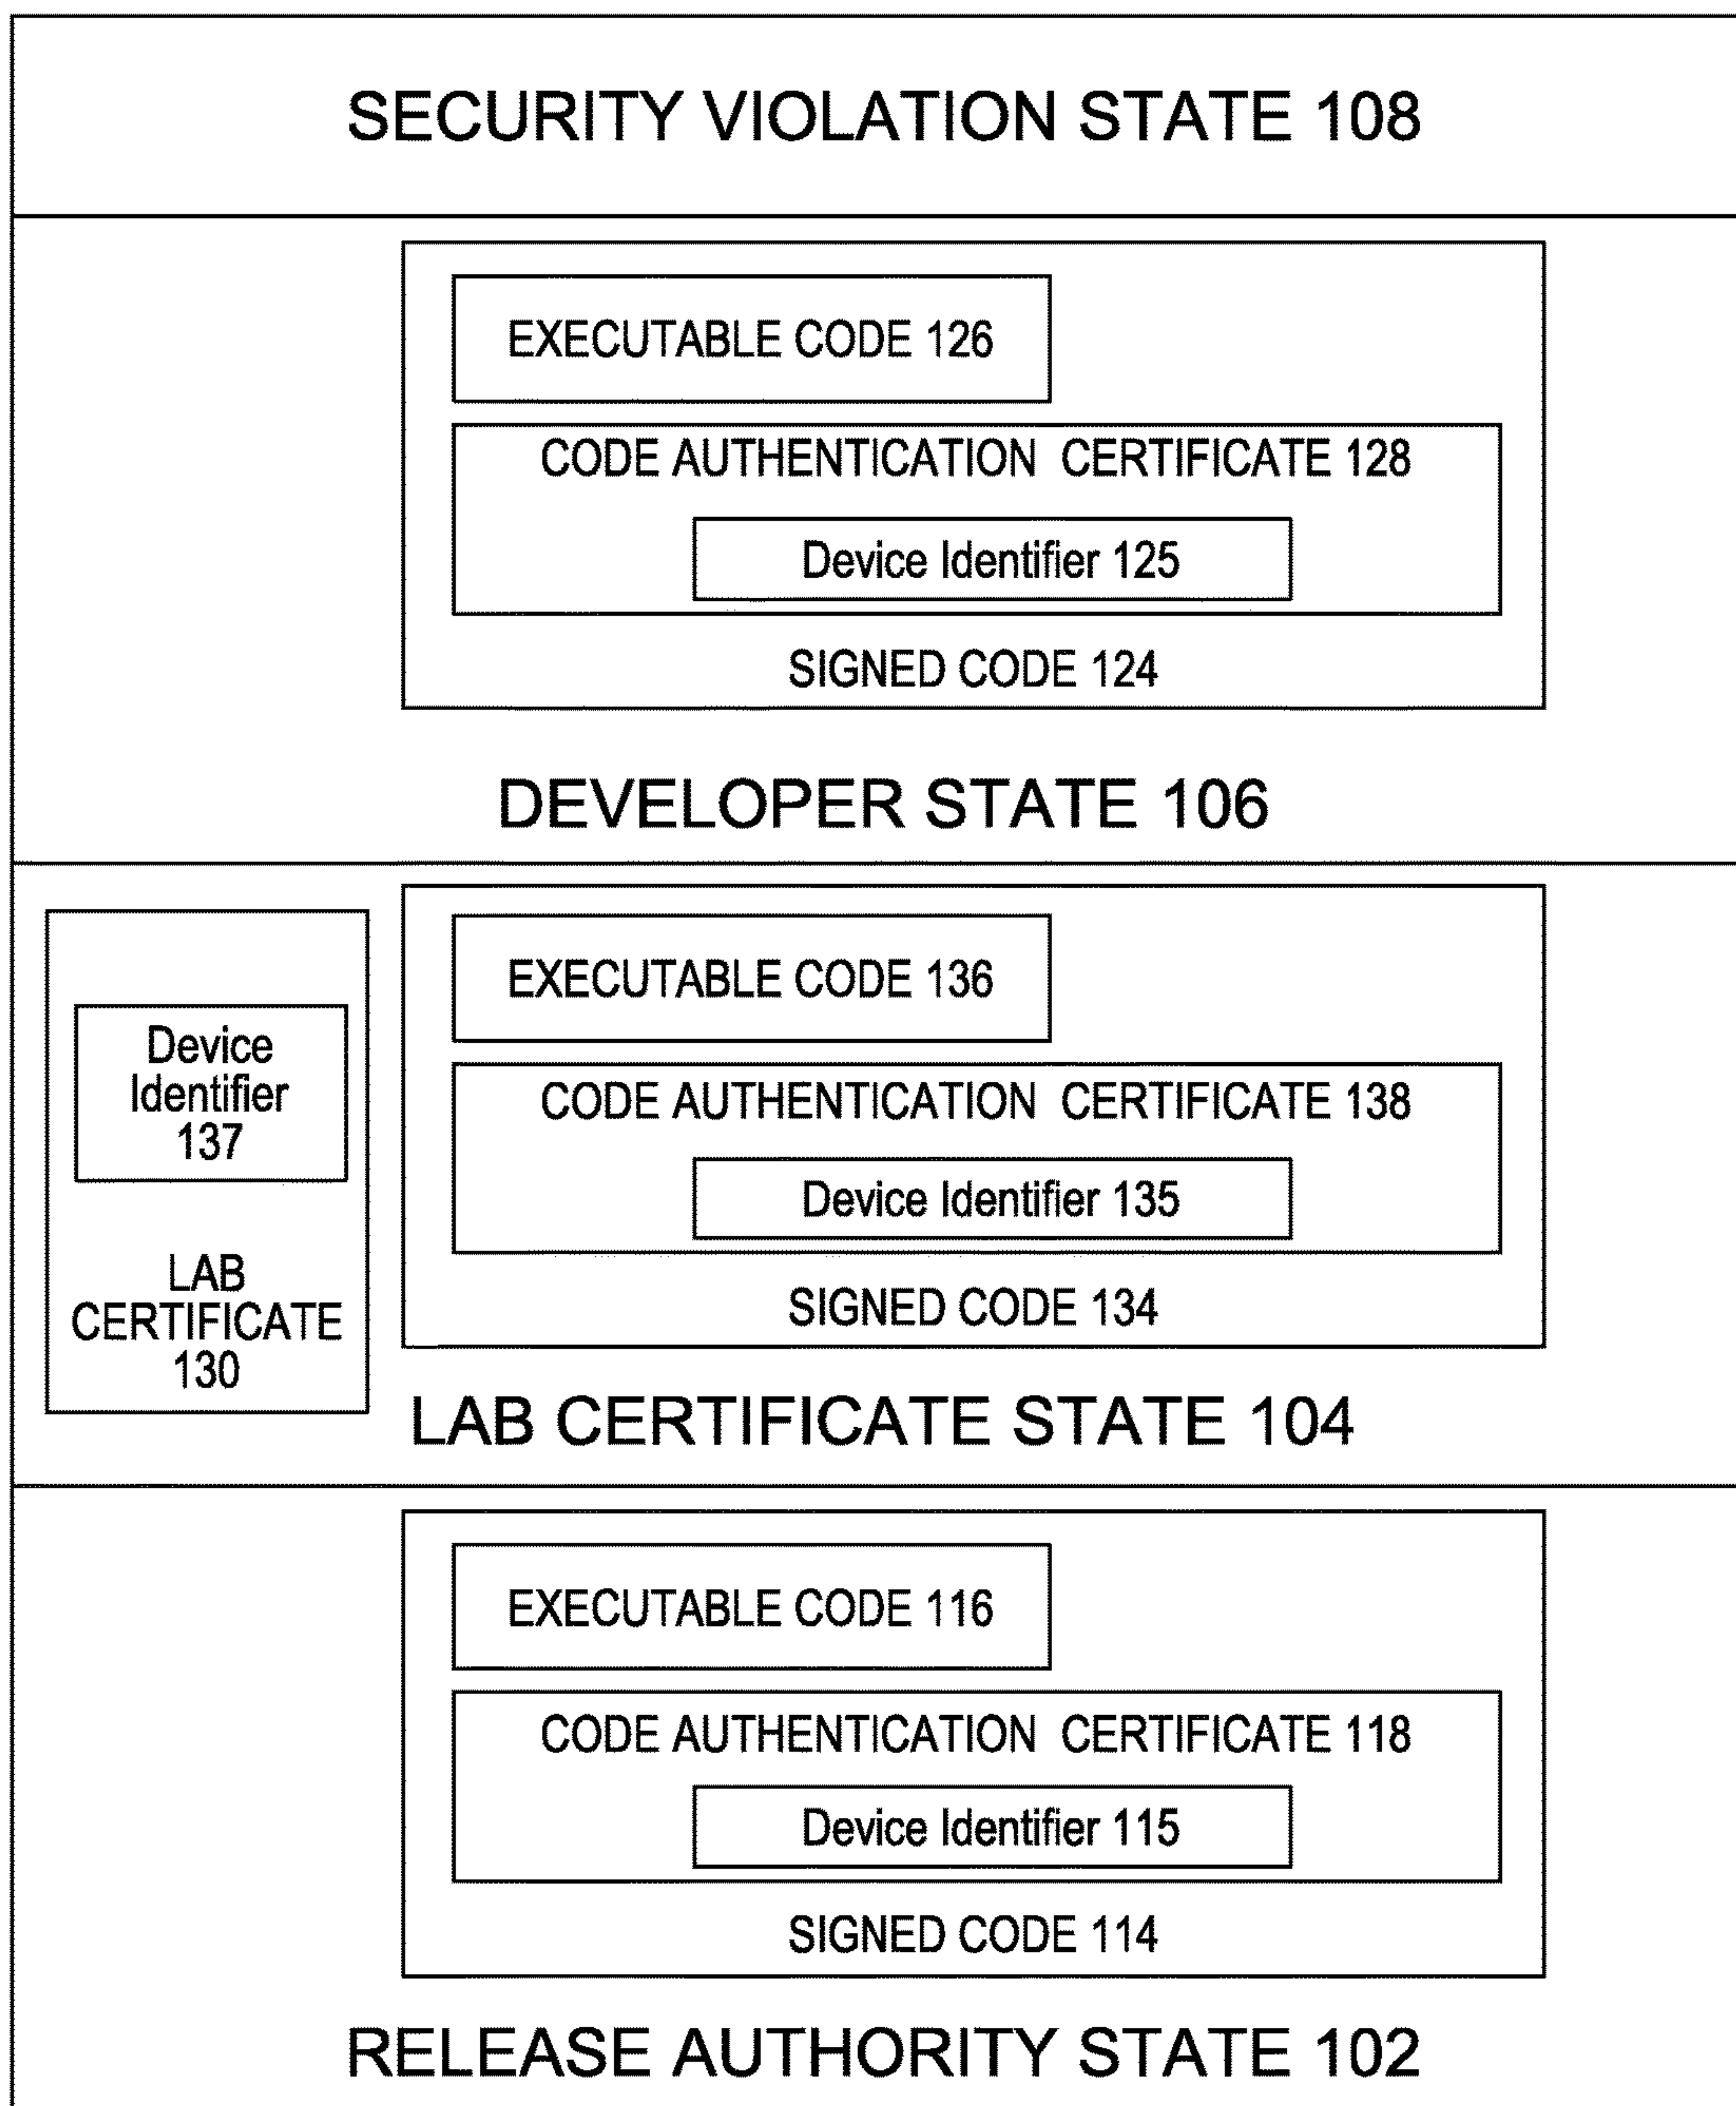 SECURITY VIOLATION STATE 108
EXECUTABLE CODE 126
CODE AUTHENTICATION CERTIFICATE 128
Device Identifier 125
SIGNED CODE 124
DEVELOPER STATE 106
Device
Identifier
137
LAB
CERTIFICATE
130
EXECUTABLE CODE 136
CODE AUTHENTICATION CERTIFICATE 138
Device Identifier 135
SIGNED CODE 134
LAB CERTIFICATE STATE 104
EXECUTABLE CODE 116
CODE AUTHENTICATION CERTIFICATE 118
Device Identifier 115
SIGNED CODE 114
RELEASE AUTHORITY STATE 102